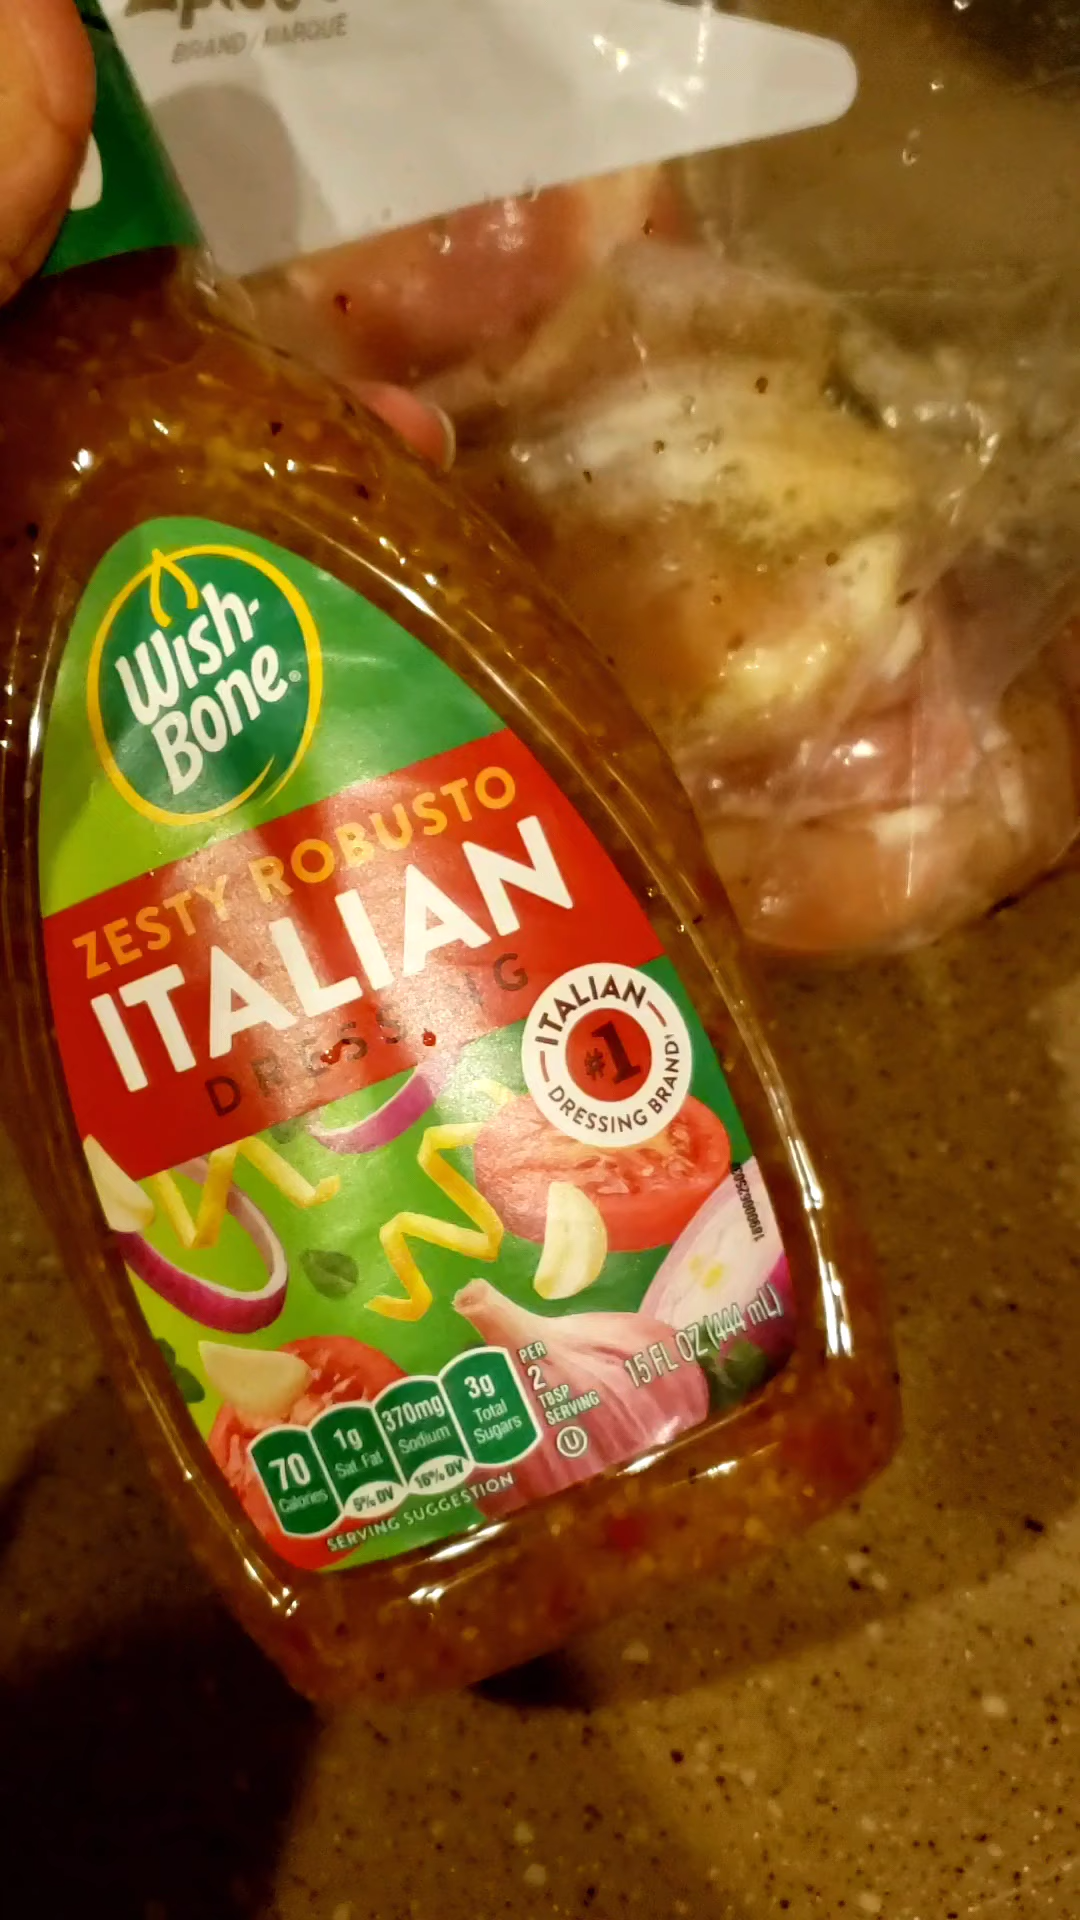 BRAND / MARQUE
Wish-
Bone®
ZESTY ROBUSTO
ITALIAN
DRESSING
ITALIAN
#1
DRESSING BRAND†
70
Calories
1g
Sat. Fat
5% DV
370mg
Sodium
16% DV
3g
Total
Sugars
PER
2
TBSP
SERVING
U
15 FL OZ (444 mL)
SERVING SUGGESTION